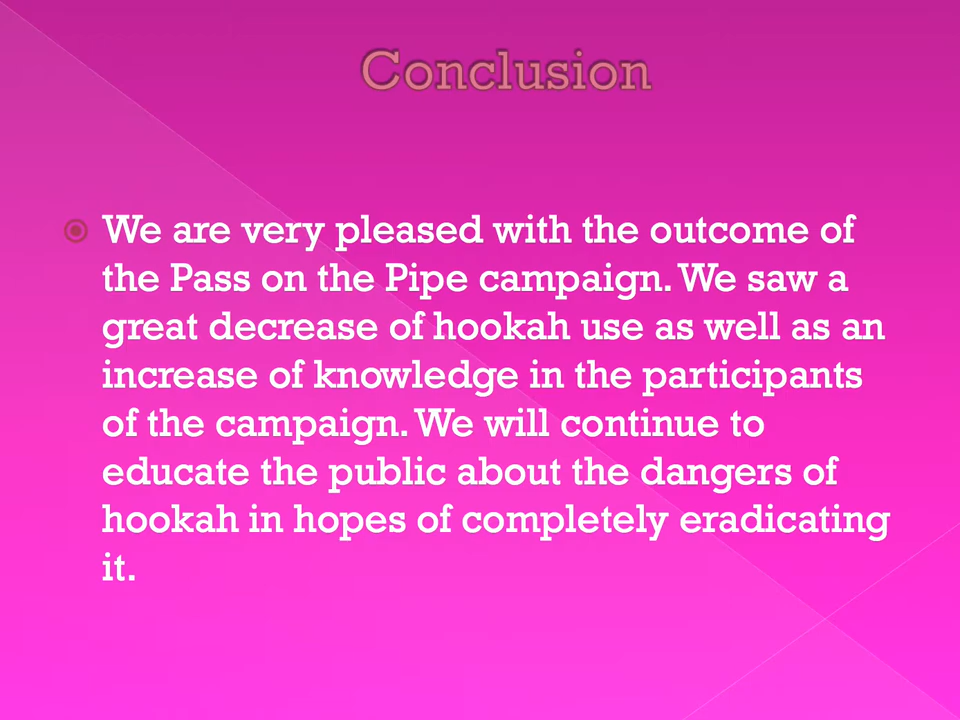 Conclusion
We are very pleased with the outcome of
the Pass on the Pipe campaign. We saw a
great decrease of hookah use as well as an
increase of knowledge in the participants
of the campaign. We will continue to
educate the public about the dangers of
hookah in hopes of completely eradicating
it.